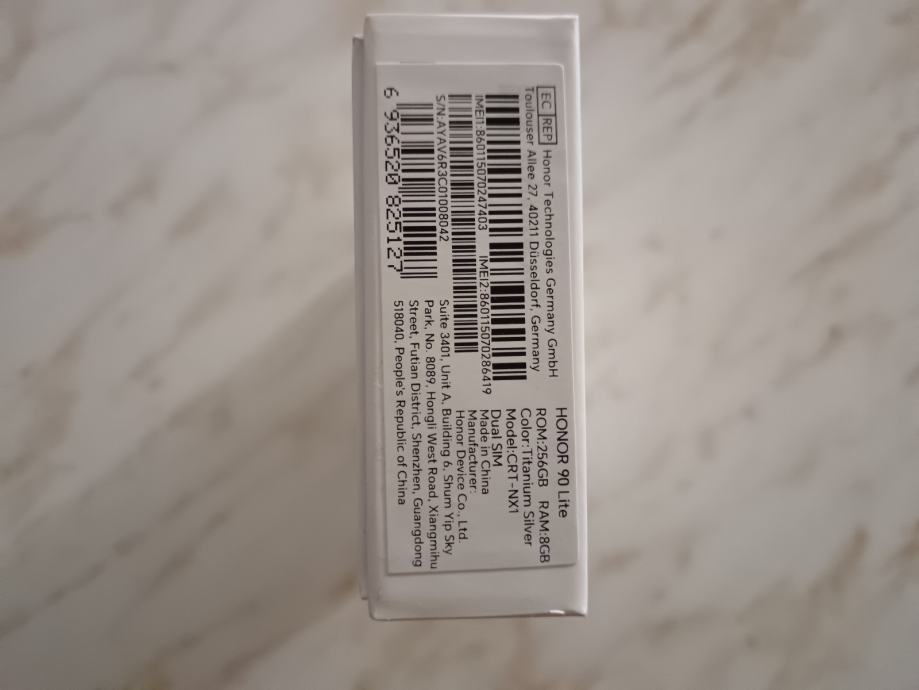 HONOR 90 Lite
ROM:256GB RAM:8GB
Color:Titanium Silver
Model:CRT-NX1
Dual SIM
Made in China
Manufacturer:
Honor Device Co., Ltd.
Suite 3401, Unit A, Building 6, Shum Yip Sky
Park, No. 8089, Hongli West Road, Xiangmihu
Street, Futian District, Shenzhen, Guangdong
518040, People's Republic of China
EC REP Honor Technologies Germany GmbH
Toulouser Allee 27, 40211 Düsseldorf, Germany
IMEI1:860115070247403 IMEI2:860115070286419
S/N:AYAV6R3C01008042
6 936520 825127